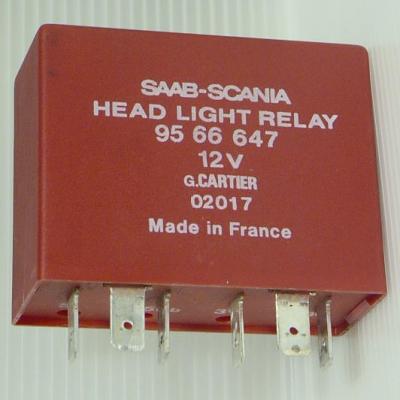 SAAB-SCANIA
HEAD LIGHT RELAY
95 66 647
12V
G.CARTIER
02017
Made in France